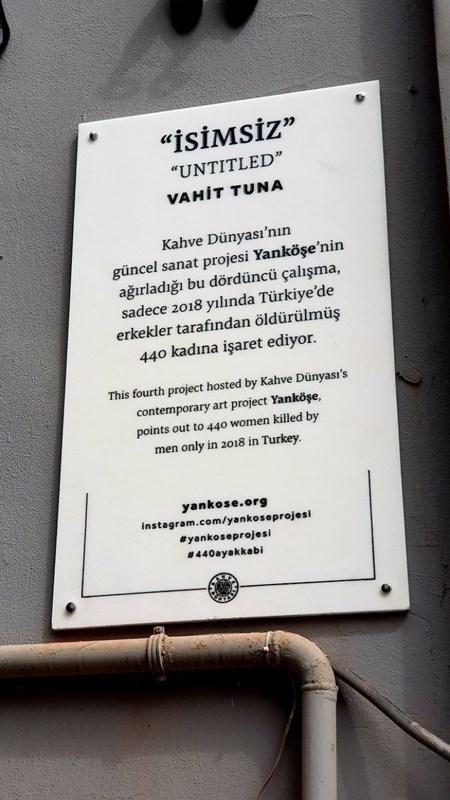 “İSİMSİZ”
“UNTITLED”
VAHİT TUNA
Kahve Dünyası’nın
güncel sanat projesi Yanköşe’nin
ağırladığı bu dördüncü çalışma,
sadece 2018 yılında Türkiye’de
erkekler tarafından öldürülmüş
440 kadına işaret ediyor.
This fourth project hosted by Kahve Dünyası’s
contemporary art project Yanköşe,
points out to 440 women killed by
men only in 2018 in Turkey.
yankose.org
instagram.com/yankoseprojesi
#yankoseprojesi
#440ayakkabi